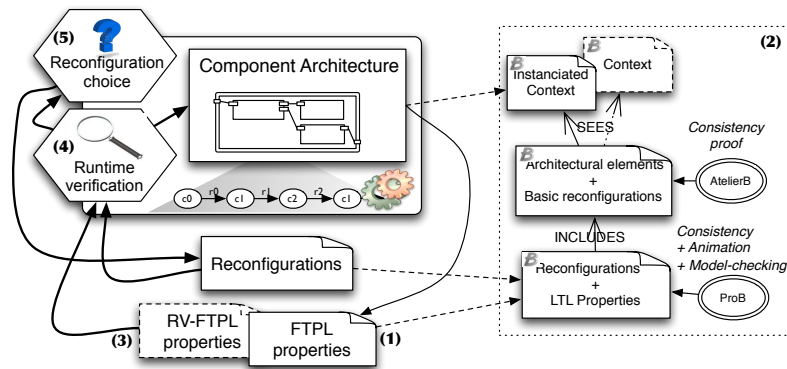 (5)
Reconfiguration
choice
(4)
Runtime
verification
Component Architecture
c0
r0
c1
r1
c2
r2
c1
Reconfigurations
(3)
RV-FTPL
properties
FTPL
properties
(1)
(2)
B
Instanciated
Context
B
Context
SEES
B
Architectural elements
+
Basic reconfigurations
Consistency
proof
AtelierB
INCLUDES
B
Reconfigurations
+
LTL Properties
Consistency
+ Animation
+ Model-checking
ProB